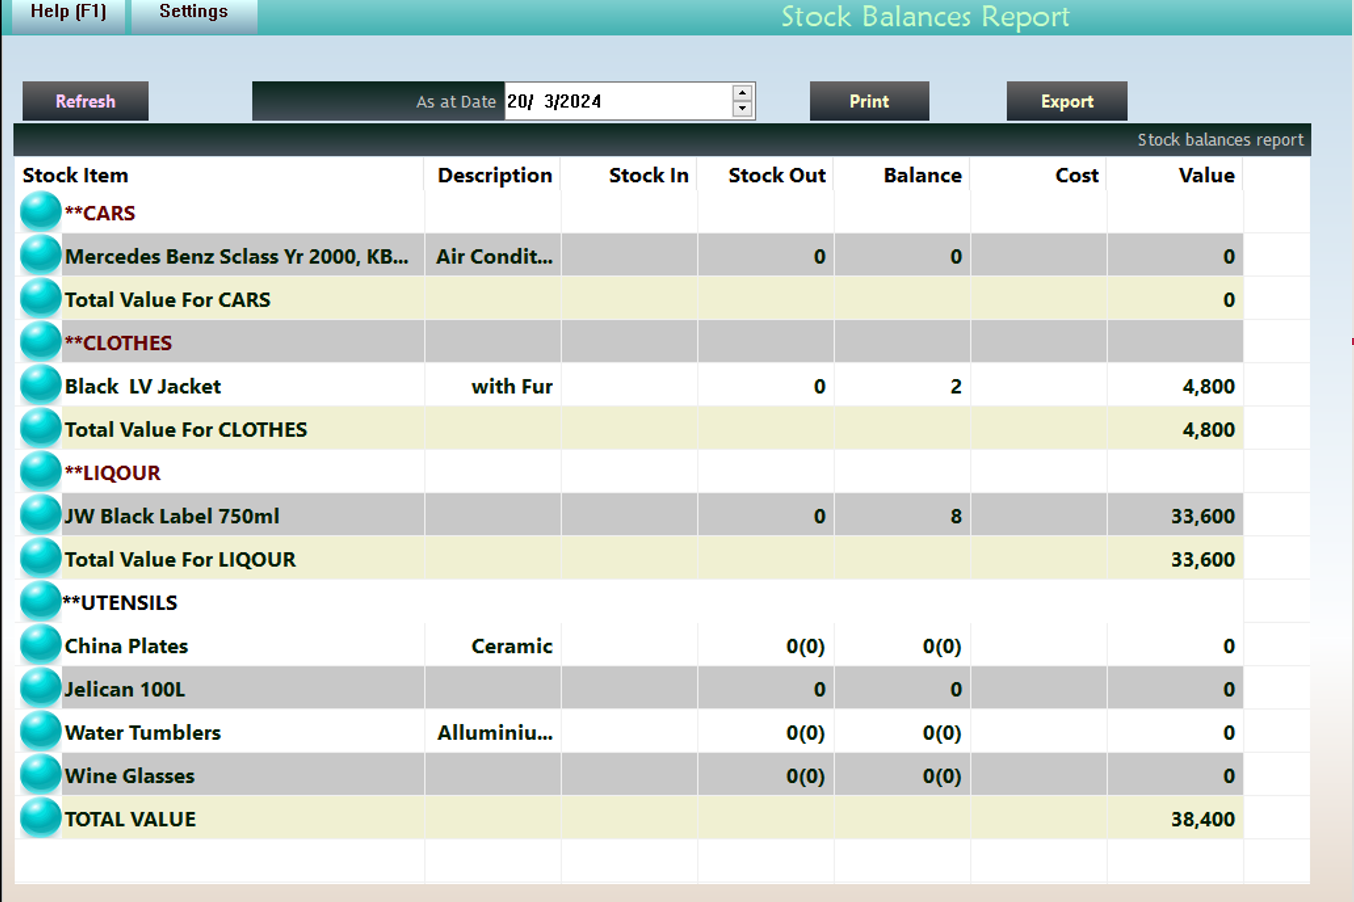 Help (F1) Settings Stock Balances Report
Refresh As at Date 20/ 3/2024 Print Export
Stock balances report
Stock Item Description Stock In Stock Out Balance Cost Value
**CARS
Mercedes Benz Sclass Yr 2000, KB... Air Condit... 0 0 0
Total Value For CARS 0
**CLOTHES
Black  LV Jacket with Fur 0 2 4,800
Total Value For CLOTHES 4,800
**LIQOUR
JW Black Label 750ml 0 8 33,600
Total Value For LIQOUR 33,600
**UTENSILS
China Plates Ceramic 0(0) 0(0) 0
Jelican 100L 0 0 0
Water Tumblers Alluminiu... 0(0) 0(0) 0
Wine Glasses 0(0) 0(0) 0
TOTAL VALUE 38,400